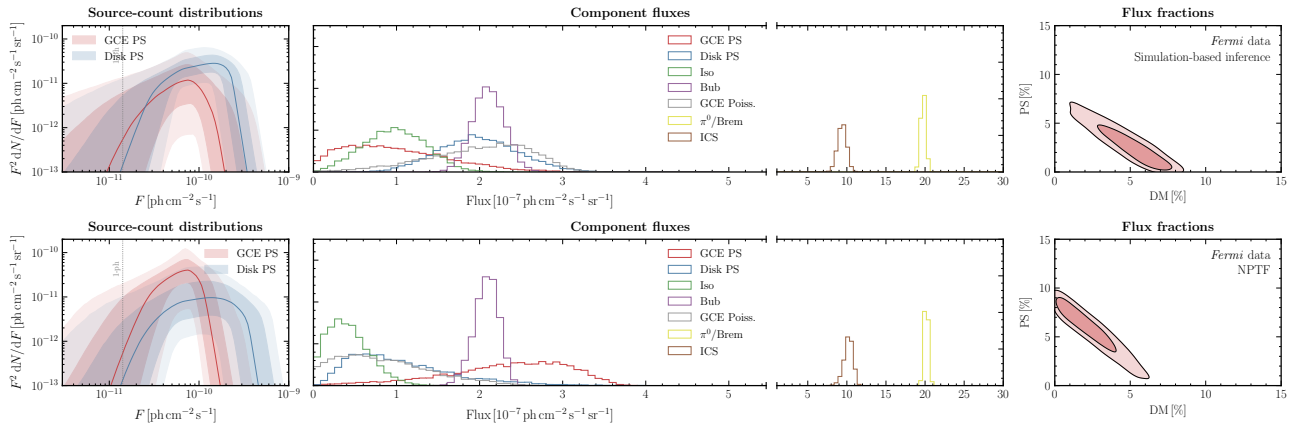 Source-count distributions
Component fluxes
Flux fractions
F² dN/dF [ph cm⁻² s⁻¹ sr⁻¹]
10⁻¹⁰
10⁻¹¹
10⁻¹²
10⁻¹³
GCE PS
Disk PS
1-ph
10⁻¹¹
10⁻¹⁰
10⁻⁹
F [ph cm⁻² s⁻¹]
GCE PS
Disk PS
Iso
Bub
GCE Poiss.
π⁰/Brem
ICS
0
1
2
3
4
5
5
10
15
20
25
30
Flux [10⁻⁷ ph cm⁻² s⁻¹ sr⁻¹]
PS [%]
15
10
5
0
Fermi data
Simulation-based inference
0
5
10
15
DM [%]
Source-count distributions
Component fluxes
Flux fractions
F² dN/dF [ph cm⁻² s⁻¹ sr⁻¹]
10⁻¹⁰
10⁻¹¹
10⁻¹²
10⁻¹³
GCE PS
Disk PS
1-ph
10⁻¹¹
10⁻¹⁰
10⁻⁹
F [ph cm⁻² s⁻¹]
GCE PS
Disk PS
Iso
Bub
GCE Poiss.
π⁰/Brem
ICS
0
1
2
3
4
5
5
10
15
20
25
30
Flux [10⁻⁷ ph cm⁻² s⁻¹ sr⁻¹]
PS [%]
15
10
5
0
Fermi data
NPTF
0
5
10
15
DM [%]